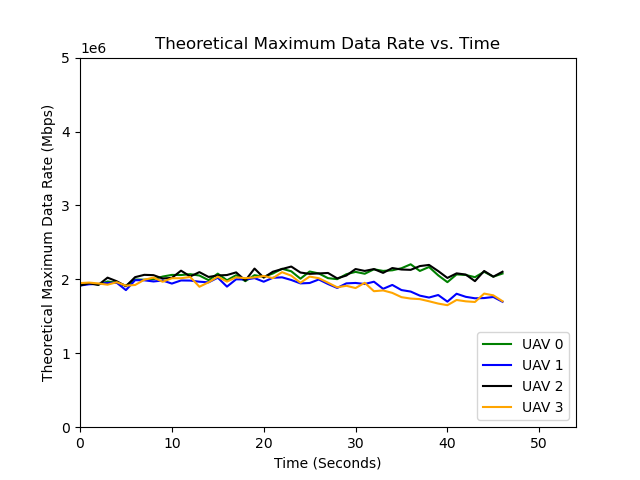 Theoretical Maximum Data Rate vs. Time
1e6
5
4
3
2
1
0
Theoretical Maximum Data Rate (Mbps)
0 10 20 30 40 50
Time (Seconds)
UAV 0
UAV 1
UAV 2
UAV 3